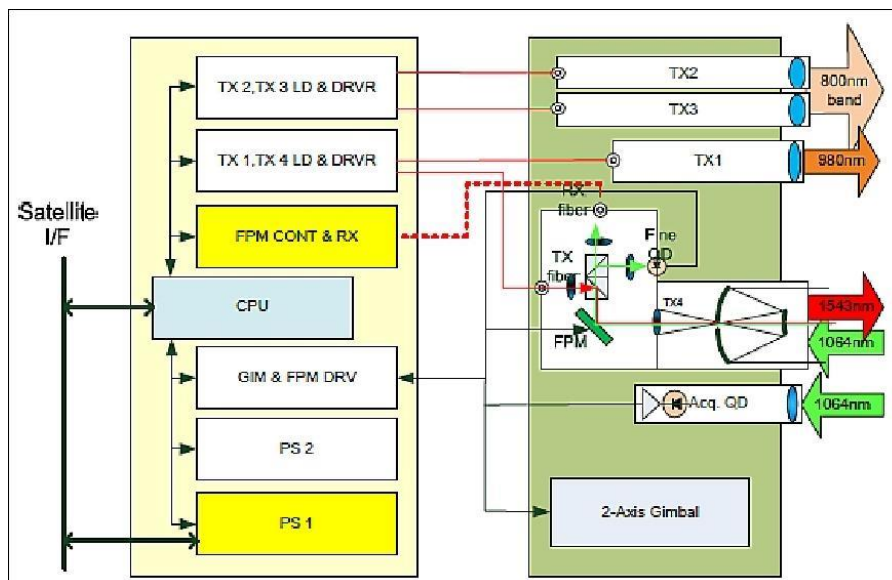 TX 2,TX 3 LD & DRVR
TX 1,TX 4 LD & DRVR
Satellite
I/F
FPM CONT & RX
CPU
GIM & FPM DRV
PS 2
PS 1
TX2
TX3
800nm
band
TX1
980nm
RX
fiber
Fine
QD
TX
fiber
TX4
FPM
1543nm
1064nm
Acq. QD
1064nm
2-Axis Gimbal